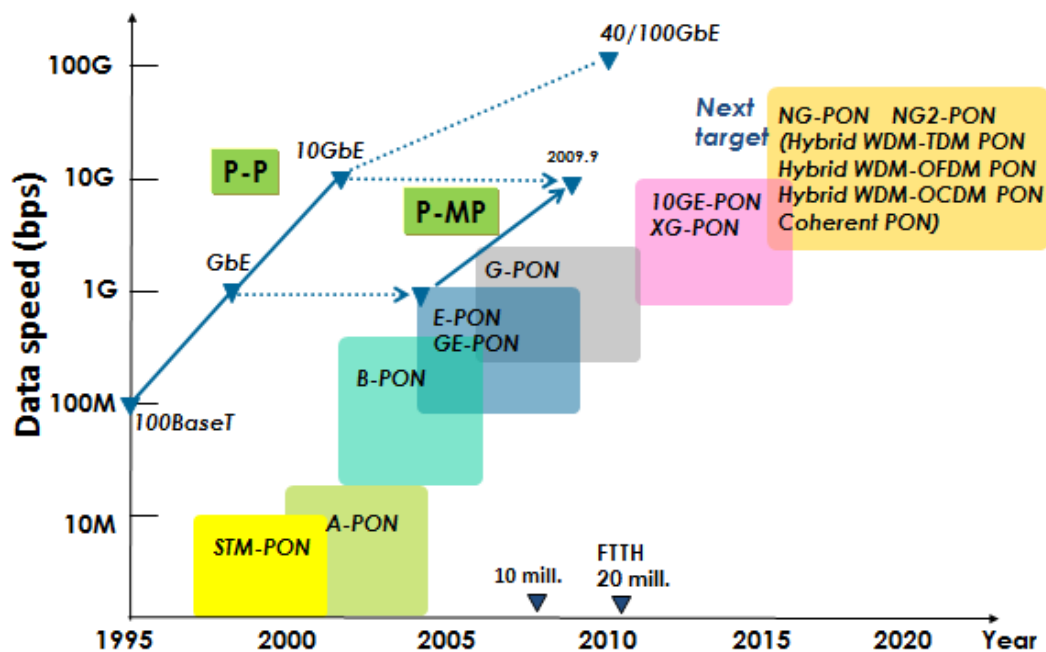 40/100GbE
100G
Next
target
NG-PON NG2-PON
(Hybrid WDM-TDM PON
Hybrid WDM-OFDM PON
Hybrid WDM-OCDM PON
Coherent PON)
10GbE
P-P
2009.9
10G
P-MP
10GE-PON
XG-PON
GbE
G-PON
1G
E-PON
GE-PON
B-PON
100M
100BaseT
10M
A-PON
STM-PON
10 mill.
FTTH
20 mill.
Data speed (bps)
1995 2000 2005 2010 2015 2020 Year